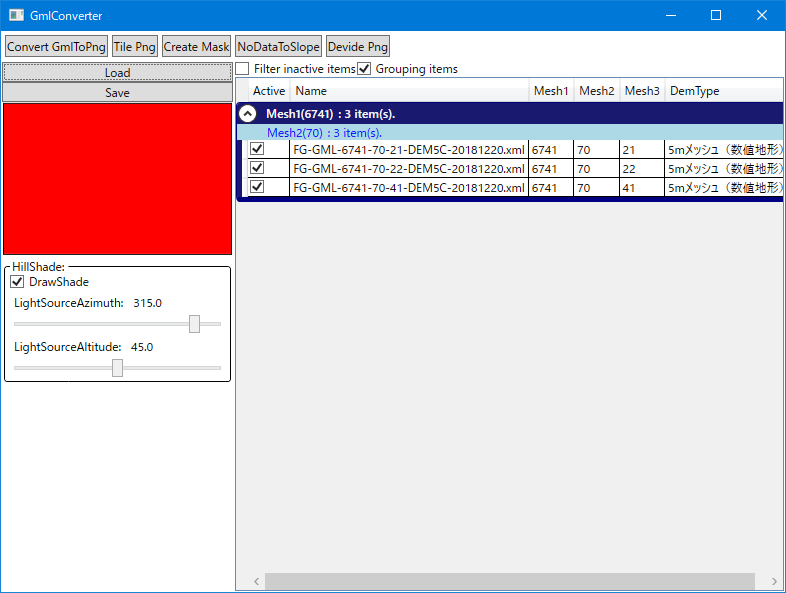 GmlConverter
Convert GmlToPng Tile Png Create Mask NoDataToSlope Devide Png
Load
Save
Filter inactive items Grouping items
Active Name Mesh1 Mesh2 Mesh3 DemType
Mesh1(6741) : 3 item(s).
Mesh2(70) : 3 item(s).
FG-GML-6741-70-21-DEM5C-20181220.xml 6741 70 21 5mメッシュ（数値地形）
FG-GML-6741-70-22-DEM5C-20181220.xml 6741 70 22 5mメッシュ（数値地形）
FG-GML-6741-70-41-DEM5C-20181220.xml 6741 70 41 5mメッシュ（数値地形）
HillShade:
DrawShade
LightSourceAzimuth: 315.0
LightSourceAltitude: 45.0